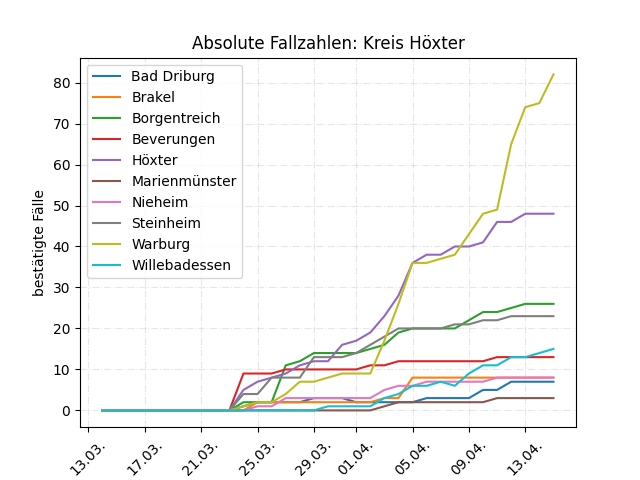 Absolute Fallzahlen: Kreis Höxter
bestätigte Fälle
80
70
60
50
40
30
20
10
0
Bad Driburg
Brakel
Borgentreich
Beverungen
Höxter
Marienmünster
Nieheim
Steinheim
Warburg
Willebadessen
13.03. 17.03. 21.03. 25.03. 29.03. 01.04. 05.04. 09.04. 13.04.